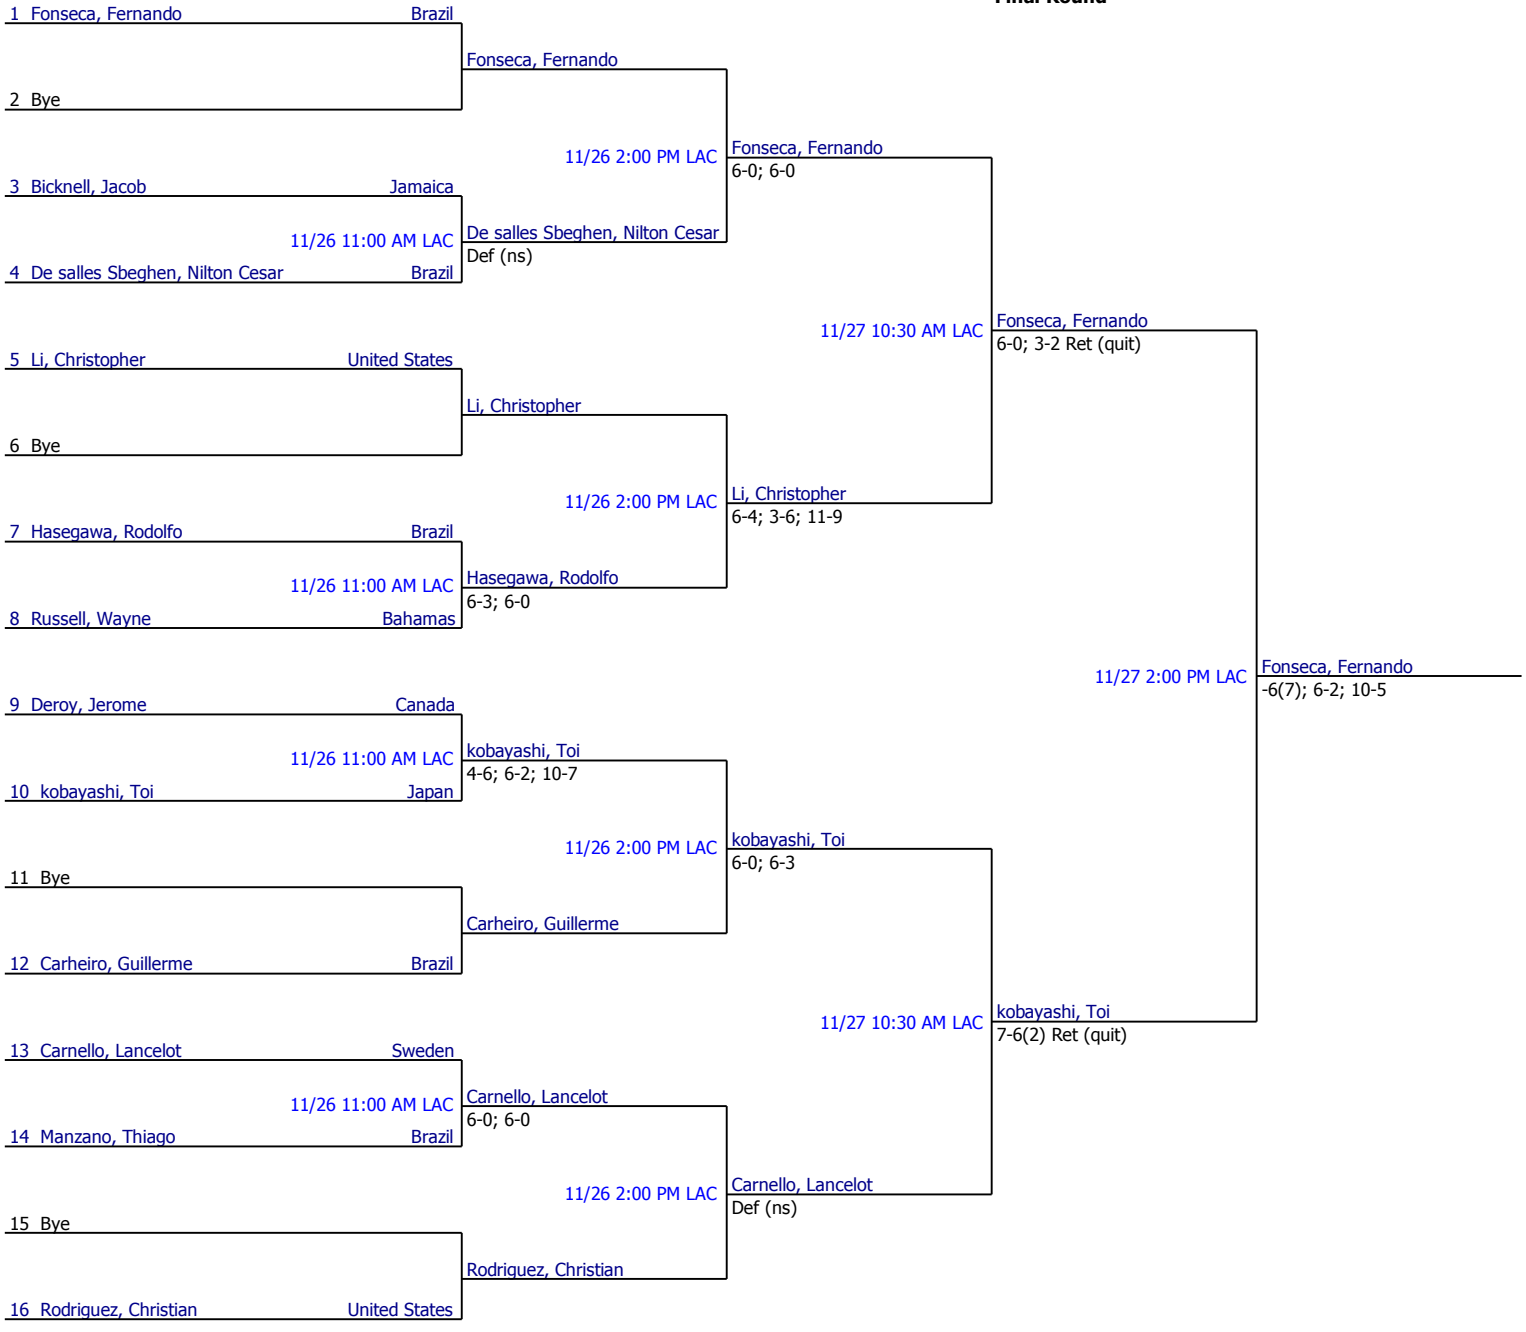 Final Round
1 Fonseca, Fernando Brazil
Fonseca, Fernando
2 Bye
11/26 2:00 PM LAC Fonseca, Fernando
6-0; 6-0
3 Bicknell, Jacob Jamaica
11/26 11:00 AM LAC De salles Sbeghen, Nilton Cesar
Def (ns)
4 De salles Sbeghen, Nilton Cesar Brazil
11/27 10:30 AM LAC Fonseca, Fernando
6-0; 3-2 Ret (quit)
5 Li, Christopher United States
Li, Christopher
6 Bye
11/26 2:00 PM LAC Li, Christopher
6-4; 3-6; 11-9
7 Hasegawa, Rodolfo Brazil
11/26 11:00 AM LAC Hasegawa, Rodolfo
6-3; 6-0
8 Russell, Wayne Bahamas
11/27 2:00 PM LAC Fonseca, Fernando
-6(7); 6-2; 10-5
9 Deroy, Jerome Canada
11/26 11:00 AM LAC kobayashi, Toi
4-6; 6-2; 10-7
10 kobayashi, Toi Japan
11/26 2:00 PM LAC kobayashi, Toi
6-0; 6-3
11 Bye
Carheiro, Guillerme
12 Carheiro, Guillerme Brazil
11/27 10:30 AM LAC kobayashi, Toi
7-6(2) Ret (quit)
13 Carnello, Lancelot Sweden
11/26 11:00 AM LAC Carnello, Lancelot
6-0; 6-0
14 Manzano, Thiago Brazil
11/26 2:00 PM LAC Carnello, Lancelot
Def (ns)
15 Bye
Rodriguez, Christian
16 Rodriguez, Christian United States